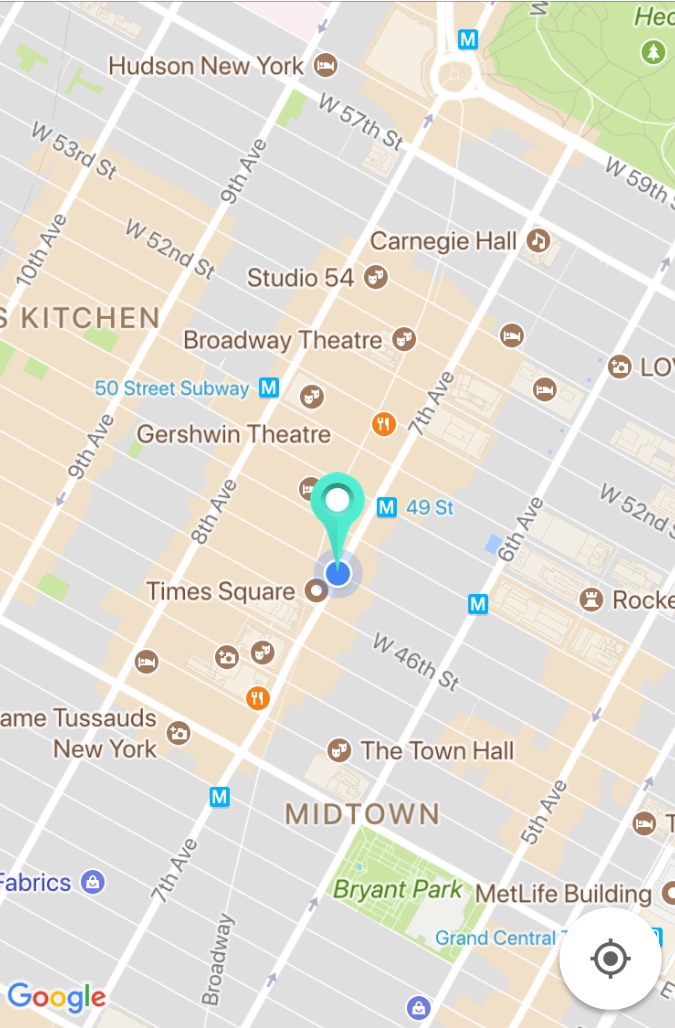 Hec
W
M
Hudson New York
W 57th St
W 53rd St
9th Ave
W 59th S
10th Ave
W 52nd St
Carnegie Hall
Studio 54
S KITCHEN
Broadway Theatre
LOV
50 Street Subway M
7th Ave
Gershwin Theatre
9th Ave
8th Ave
M 49 St
W 52nd S
6th Ave
Times Square
M
Rocke
W 46th St
ame Tussauds
New York
The Town Hall
M
MIDTOWN
5th Ave
T
7th Ave
Fabrics
Bryant Park
MetLife Building
Grand Central T
Broadway
E
Google